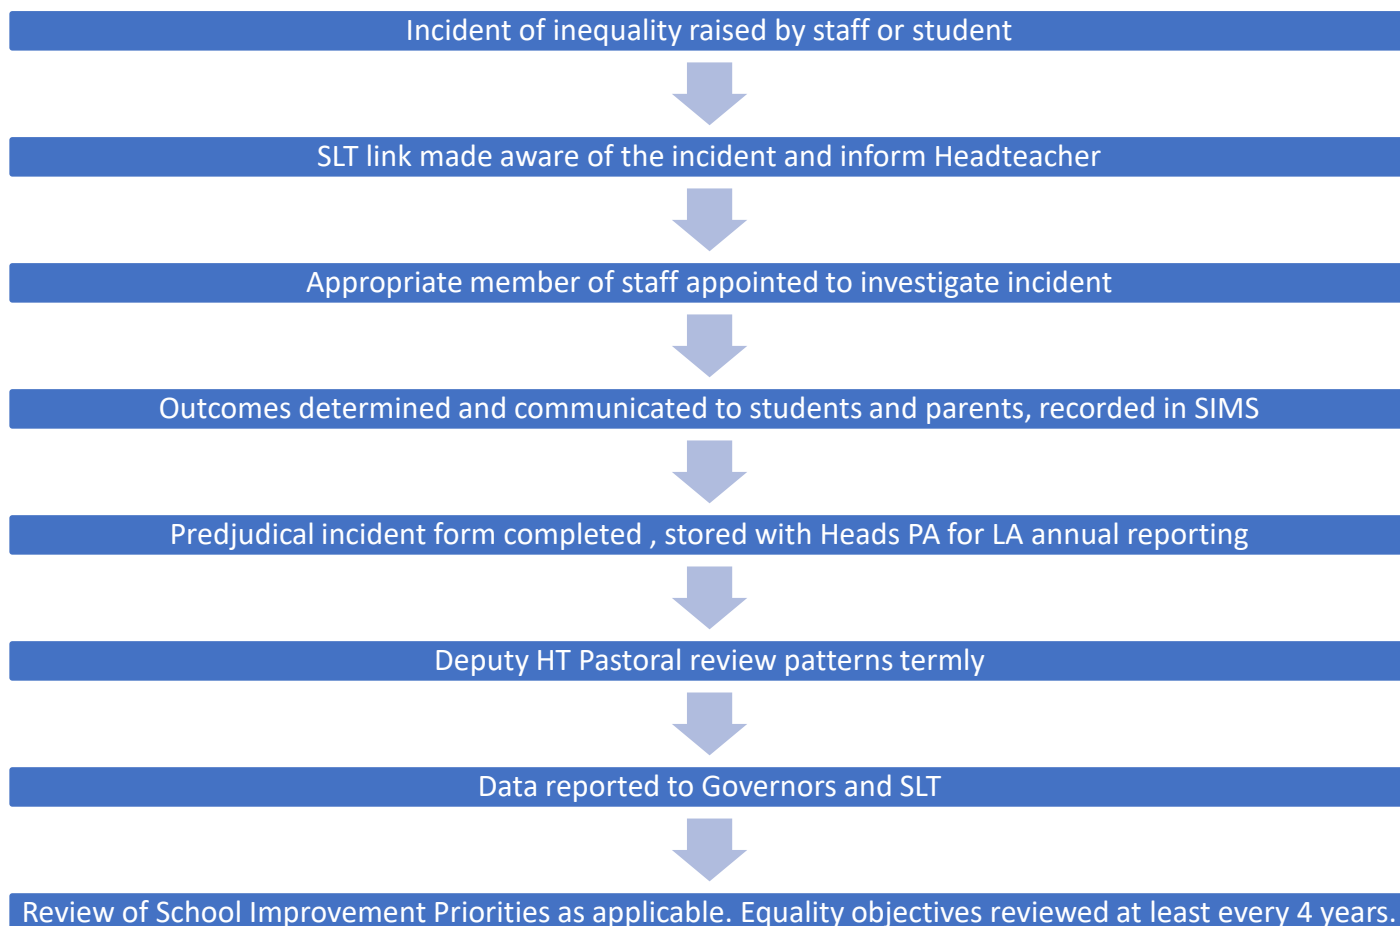 Incident of inequality raised by staff or student
SLT link made aware of the incident and inform Headteacher
Appropriate member of staff appointed to investigate incident
Outcomes determined and communicated to students and parents, recorded in SIMS
Predjudical incident form completed , stored with Heads PA for LA annual reporting
Deputy HT Pastoral review patterns termly
Data reported to Governors and SLT
Review of School Improvement Priorities as applicable. Equality objectives reviewed at least every 4 years.